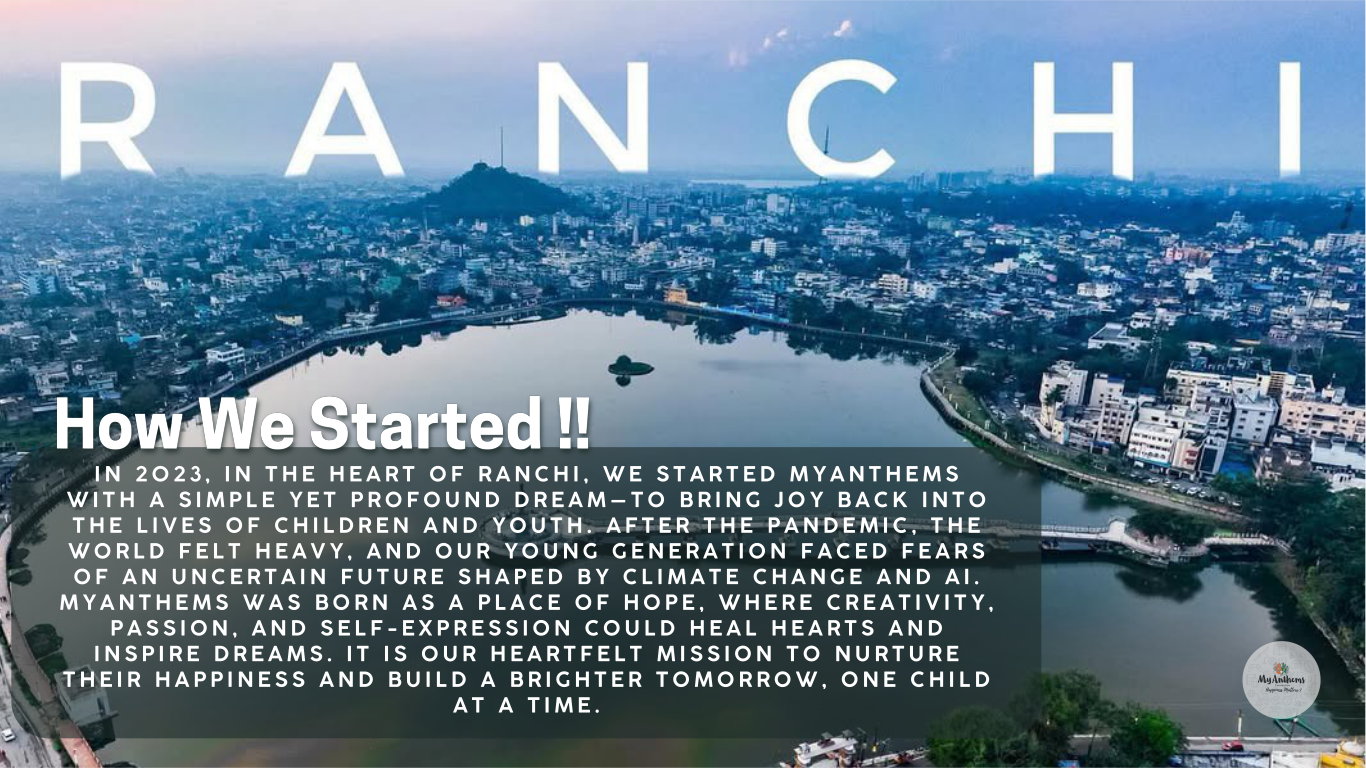 RANCHI
How We Started !!
IN 2023, IN THE HEART OF RANCHI, WE STARTED MYANTHEMS
WITH A SIMPLE YET PROFOUND DREAM—TO BRING JOY BACK INTO
THE LIVES OF CHILDREN AND YOUTH. AFTER THE PANDEMIC, THE
WORLD FELT HEAVY, AND OUR YOUNG GENERATION FACED FEARS
OF AN UNCERTAIN FUTURE SHAPED BY CLIMATE CHANGE AND AI.
MYANTHEMS WAS BORN AS A PLACE OF HOPE, WHERE CREATIVITY,
PASSION, AND SELF-EXPRESSION COULD HEAL HEARTS AND
INSPIRE DREAMS. IT IS OUR HEARTFELT MISSION TO NURTURE
THEIR HAPPINESS AND BUILD A BRIGHTER TOMORROW, ONE CHILD
AT A TIME.
MyAnthems
Happiness Matters !